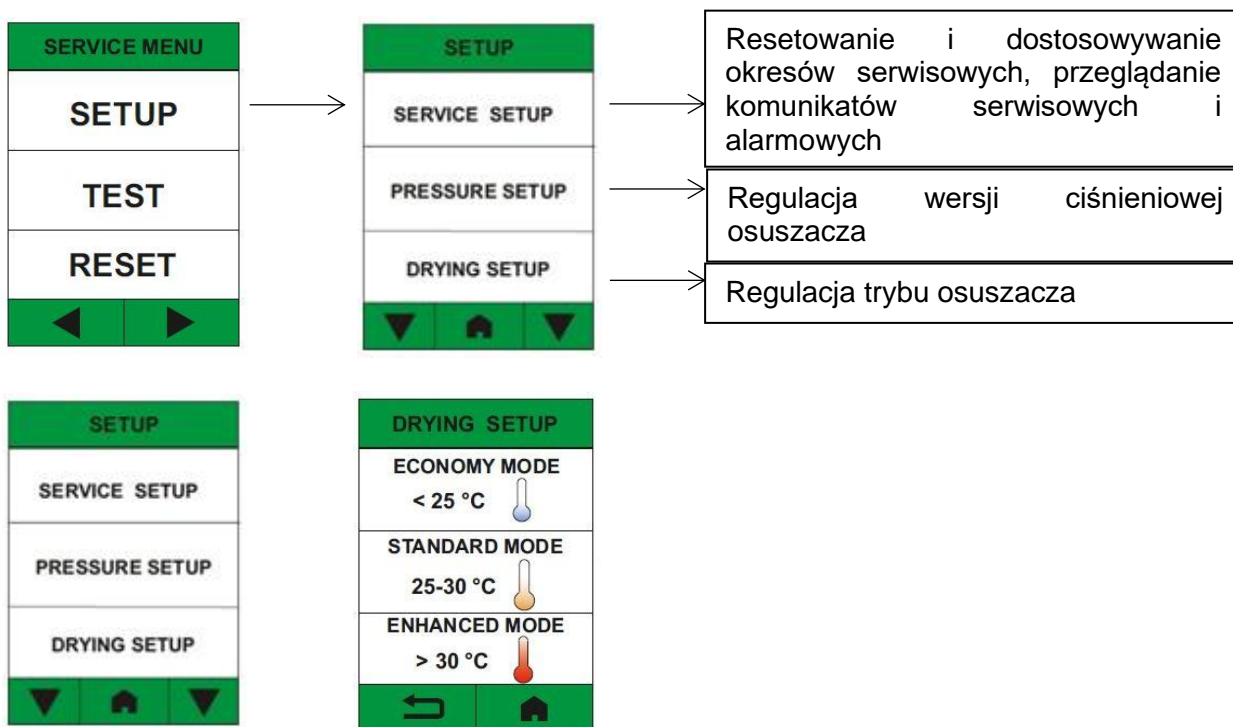 SERVICE MENU
SETUP
TEST
RESET
SETUP
SERVICE SETUP
PRESSURE SETUP
DRYING SETUP
Resetowanie i dostosowywanie
okresów serwisowych, przeglądanie
komunikatów serwisowych i
alarmowych
Regulacja wersji ciśnieniowej
osuszacza
Regulacja trybu osuszacza
SETUP
SERVICE SETUP
PRESSURE SETUP
DRYING SETUP
DRYING SETUP
ECONOMY MODE
< 25 °C
STANDARD MODE
25-30 °C
ENHANCED MODE
> 30 °C